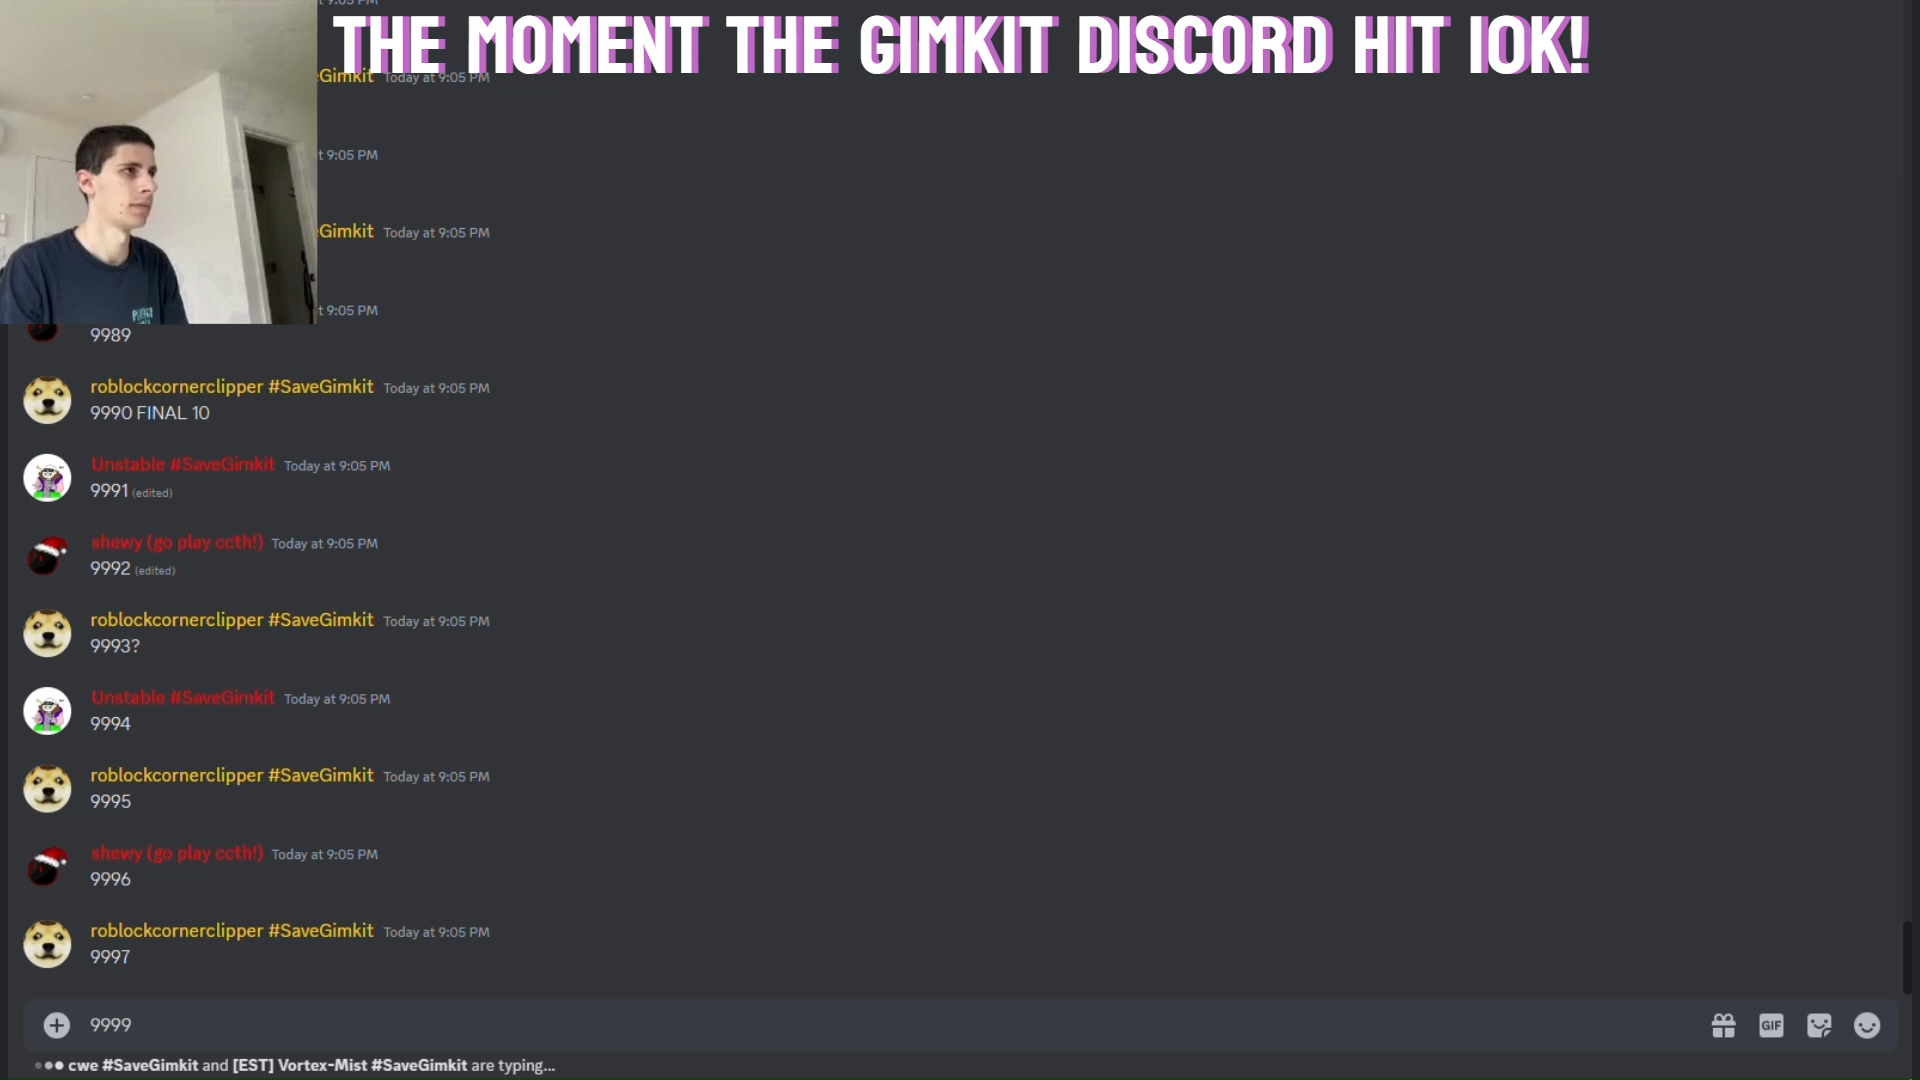 t 9:05 PM
THE MOMENT THE GIMKIT DISCORD HIT 10K!
Gimkit Today at 9:05 PM
t 9:05 PM
Gimkit Today at 9:05 PM
t 9:05 PM
9989
roblockcornerclipper #SaveGimkit Today at 9:05 PM
9990 FINAL 10
Unstable #SaveGimkit Today at 9:05 PM
9991 (edited)
shewy (go play ccth!) Today at 9:05 PM
9992 (edited)
roblockcornerclipper #SaveGimkit Today at 9:05 PM
9993?
Unstable #SaveGimkit Today at 9:05 PM
9994
roblockcornerclipper #SaveGimkit Today at 9:05 PM
9995
shewy (go play ccth!) Today at 9:05 PM
9996
roblockcornerclipper #SaveGimkit Today at 9:05 PM
9997
9999
GIF
cwe #SaveGimkit and [EST] Vortex-Mist #SaveGimkit are typing...